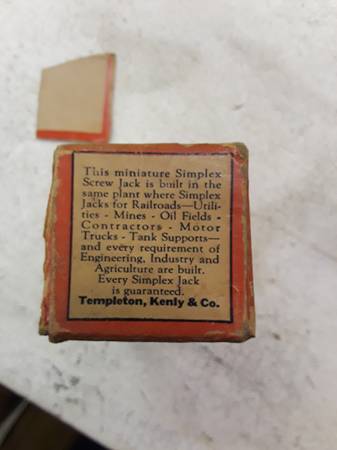 This miniature Simplex
Screw Jack is built in the
same plant where Simplex
Jacks for Railroads—Utili-
ties - Mines - Oil Fields -
Contractors - Motor
Trucks - Tank Supports—
and every requirement of
Engineering, Industry and
Agriculture are built.
Every Simplex Jack
is guaranteed.
Templeton, Kenly & Co.